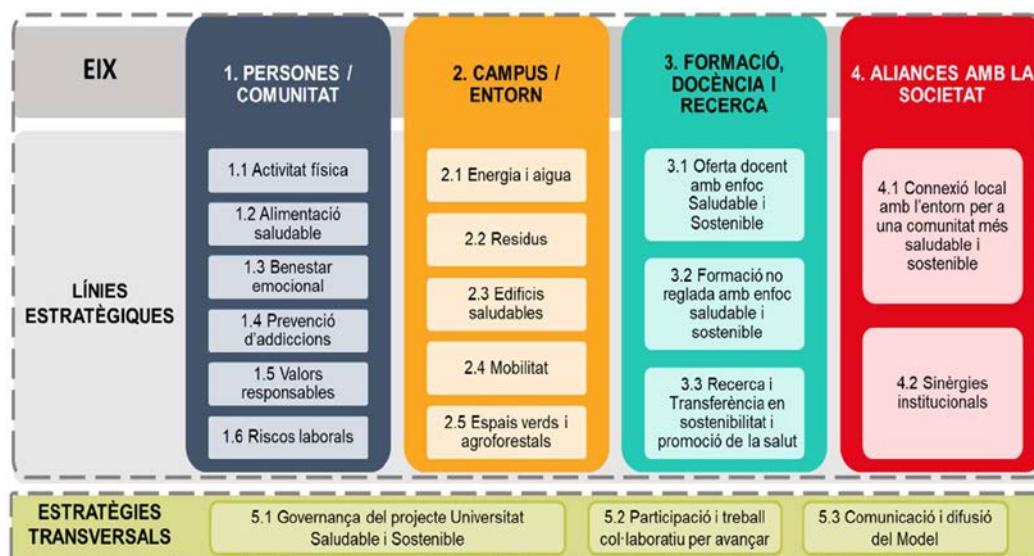 EIX
1. PERSONES /
COMUNITAT
2. CAMPUS /
ENTORN
3. FORMACIÓ,
DOCÈNCIA I
RECERCA
4. ALIANCES AMB LA
SOCIETAT
LÍNIES
ESTRATÈGIQUES
1.1 Activitat física
1.2 Alimentació
saludable
1.3 Benestar
emocional
1.4 Prevenció
d'addiccions
1.5 Valors
responsables
1.6 Riscos laborals
2.1 Energia i aigua
2.2 Residus
2.3 Edificis
saludables
2.4 Mobilitat
2.5 Espais verds i
agroforestals
3.1 Oferta docent
amb enfoc
Saludable i
Sostenible
3.2 Formació no
reglada amb enfoc
saludable i
sostenible
3.3 Recerca i
Transferència en
sostenibilitat i
promoció de la salut
4.1 Connexió local
amb l'entorn per a
una comunitat més
saludable i
sostenible
4.2 Sinèrgies
institucionals
ESTRATÈGIES
TRANSVERSALS
5.1 Governança del projecte Universitat
Saludable i Sostenible
5.2 Participació i treball
col·laboratiu per avançar
5.3 Comunicació i difusió
del Model